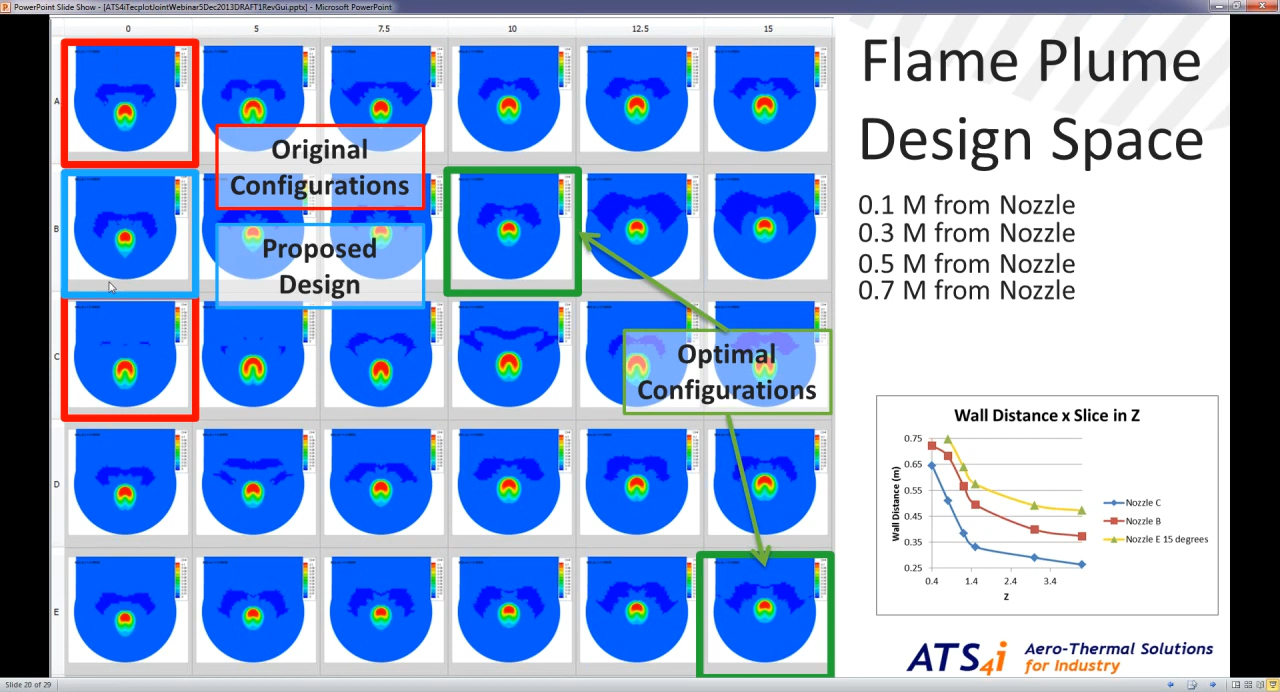 PowerPoint Slide Show - [ATS4iTecplotJointWebinar5Dec2013DRAFT1RevGui.pptx] - Microsoft PowerPoint
0 5 7.5 10 12.5 15
A
B
C
D
E
Original
Configurations
Proposed
Design
Optimal
Configurations
Flame Plume
Design Space
0.1 M from Nozzle
0.3 M from Nozzle
0.5 M from Nozzle
0.7 M from Nozzle
Wall Distance x Slice in Z
Wall Distance (m)
0.75
0.65
0.55
0.45
0.35
0.25
0.4 1.4 2.4 3.4
Z
Nozzle C
Nozzle B
Nozzle E 15 degrees
ATS4i
Aero-Thermal Solutions
for Industry
Slide 20 of 29